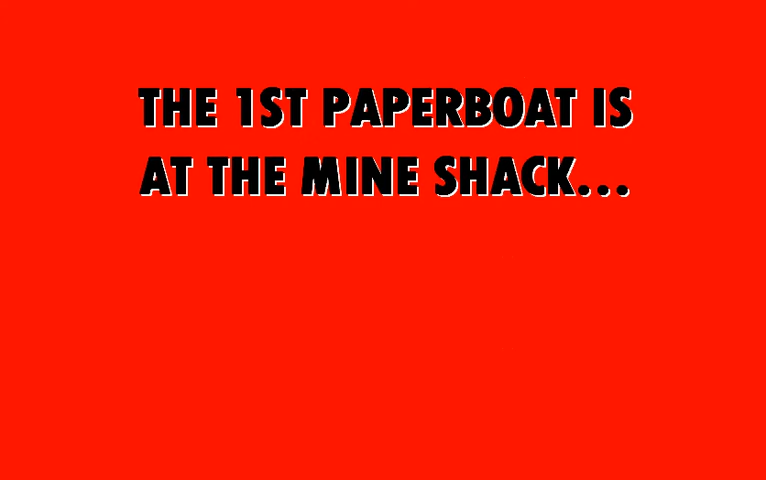 THE 1ST PAPERBOAT IS
AT THE MINE SHACK...